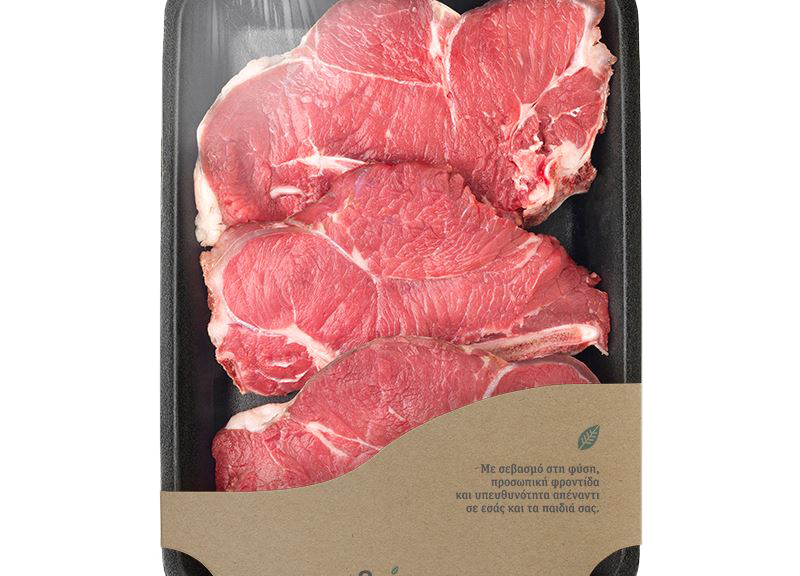 Με σεβασμό στη φύση,
προσωπική φροντίδα
και υπευθυνότητα απέναντι
σε εσάς και τα παιδιά σας.